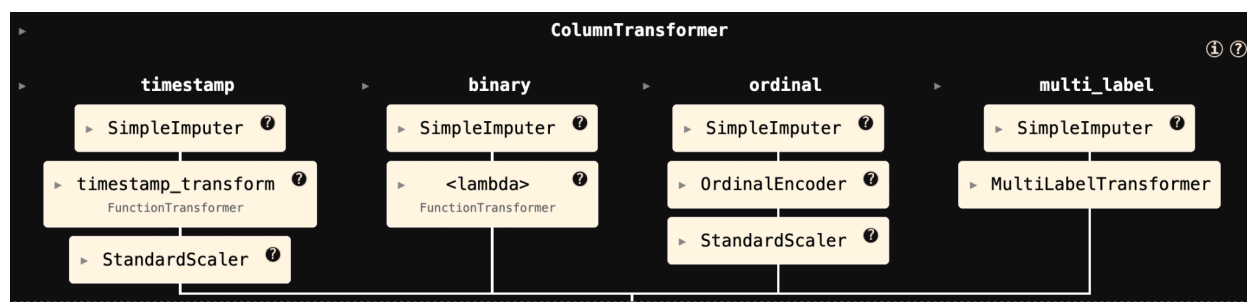 ColumnTransformer
i ?
timestamp binary ordinal multi_label
SimpleImputer ? SimpleImputer ? SimpleImputer ? SimpleImputer ?
timestamp_transform ? <lambda> ? OrdinalEncoder ? MultiLabelTransformer
FunctionTransformer FunctionTransformer
StandardScaler ? StandardScaler ?